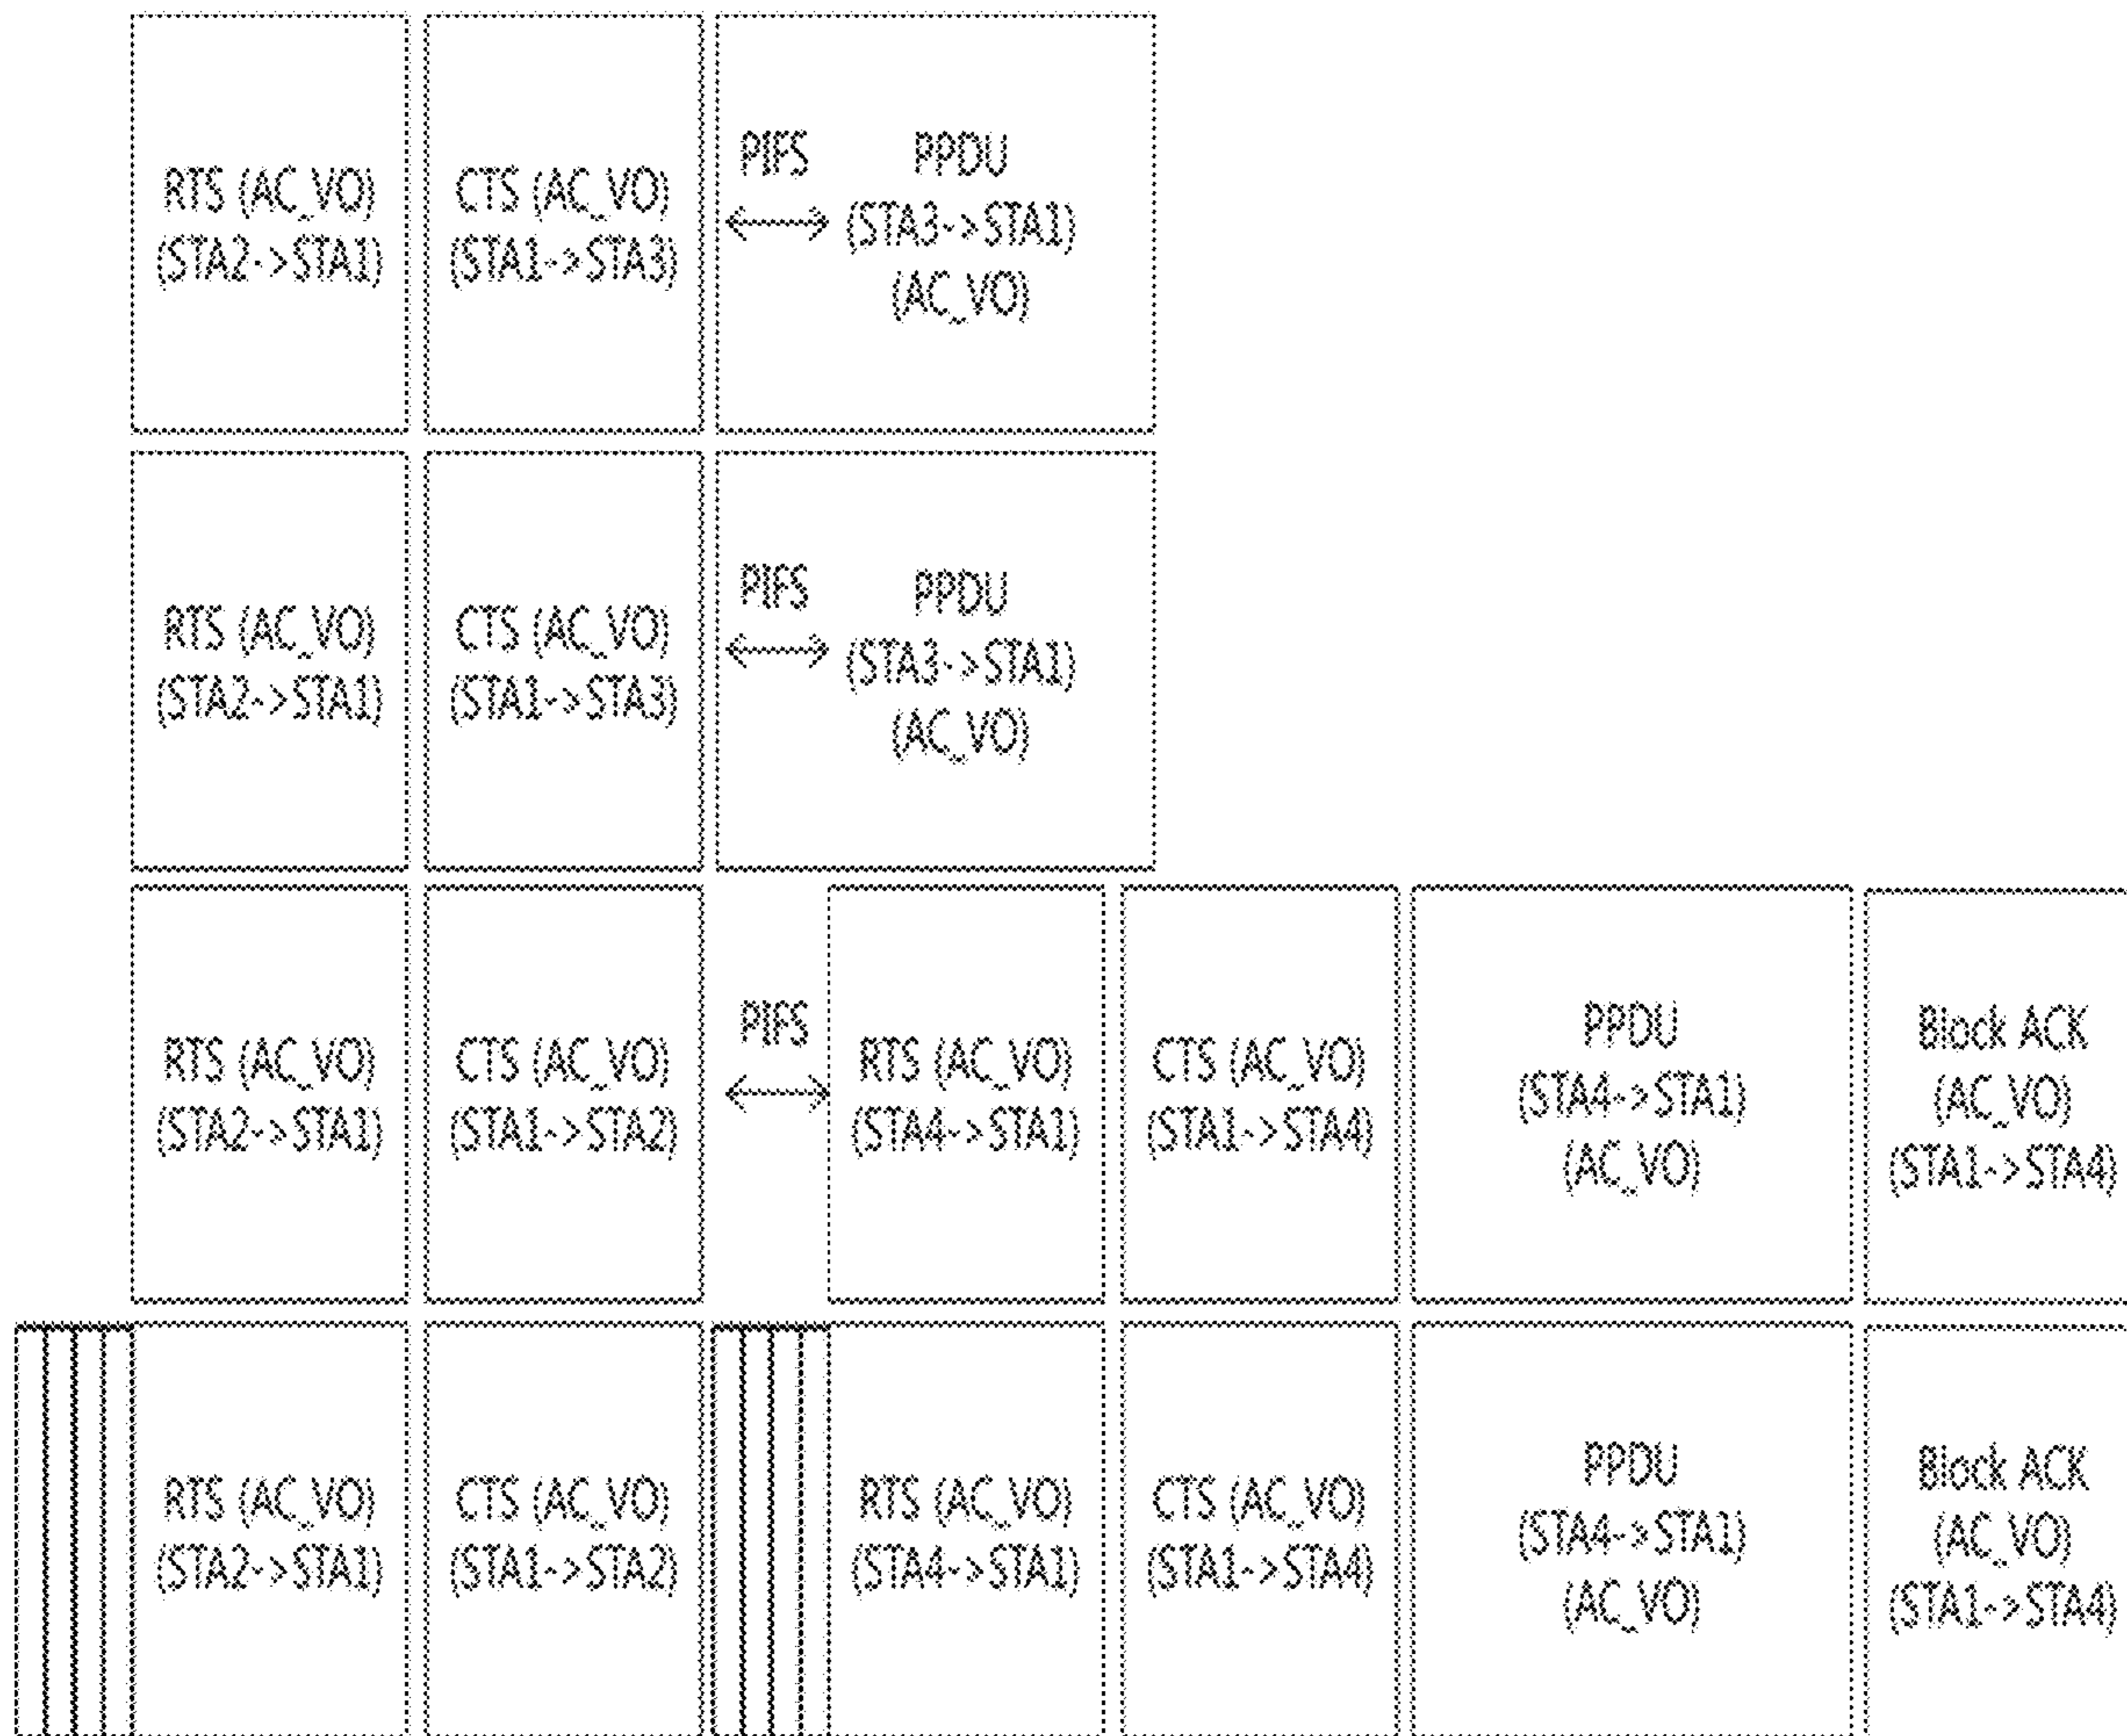 RTS (AC_VO)
(STA2->STA1)
CTS (AC_VO)
(STA1->STA3)
PIFS
PPDU
(STA3->STA1)
(AC_VO)
RTS (AC_VO)
(STA2->STA1)
CTS (AC_VO)
(STA1->STA3)
PIFS
PPDU
(STA3->STA1)
(AC_VO)
RTS (AC_VO)
(STA2->STA1)
CTS (AC_VO)
(STA1->STA2)
PIFS
RTS (AC_VO)
(STA4->STA1)
CTS (AC_VO)
(STA1->STA4)
PPDU
(STA4->STA1)
(AC_VO)
Block ACK
(AC_VO)
(STA1->STA4)
RTS (AC_VO)
(STA2->STA1)
CTS (AC_VO)
(STA1->STA2)
RTS (AC_VO)
(STA4->STA1)
CTS (AC_VO)
(STA1->STA4)
PPDU
(STA4->STA1)
(AC_VO)
Block ACK
(AC_VO)
(STA1->STA4)